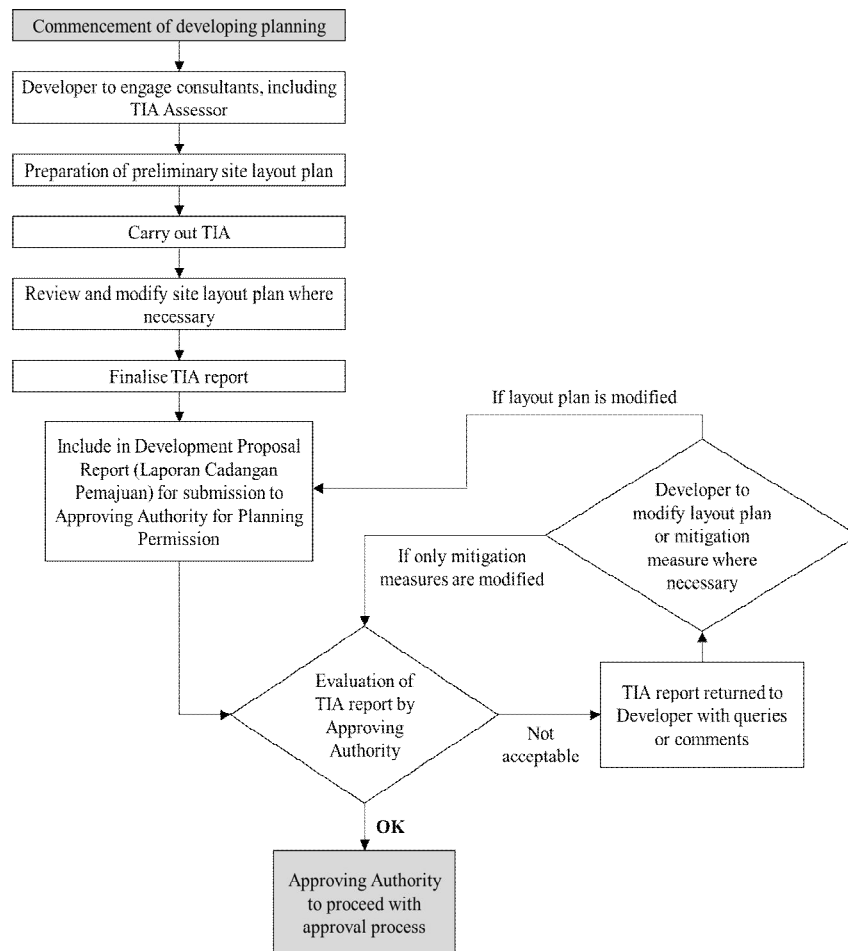 Commencement of developing planning
Developer to engage consultants, including
TIA Assessor
Preparation of preliminary site layout plan
Carry out TIA
Review and modify site layout plan where
necessary
Finalise TIA report
Include in Development Proposal
Report (Laporan Cadangan
Pemajuan) for submission to
Approving Authority for Planning
Permission
If layout plan is modified
Developer to
modify layout plan
or mitigation
measure where
necessary
If only mitigation
measures are modified
Evaluation of
TIA report by
Approving
Authority
Not
acceptable
TIA report returned to
Developer with queries
or comments
OK
Approving Authority
to proceed with
approval process